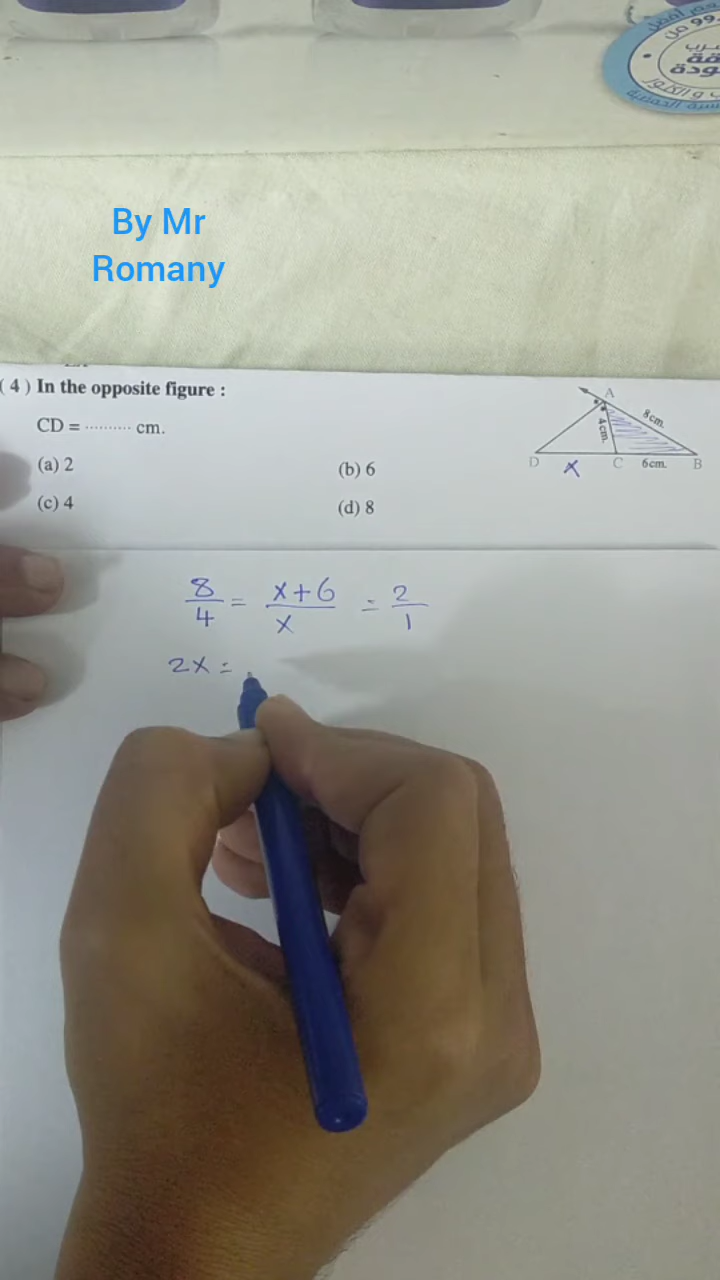 By Mr
Romany
99
( 4 ) In the opposite figure :
CD = .......... cm.
(a) 2
(b) 6
(c) 4
(d) 8
A
8cm.
4cm.
D
x
C
6cm.
B
8/4 = x+6/x = 2/1
2x =